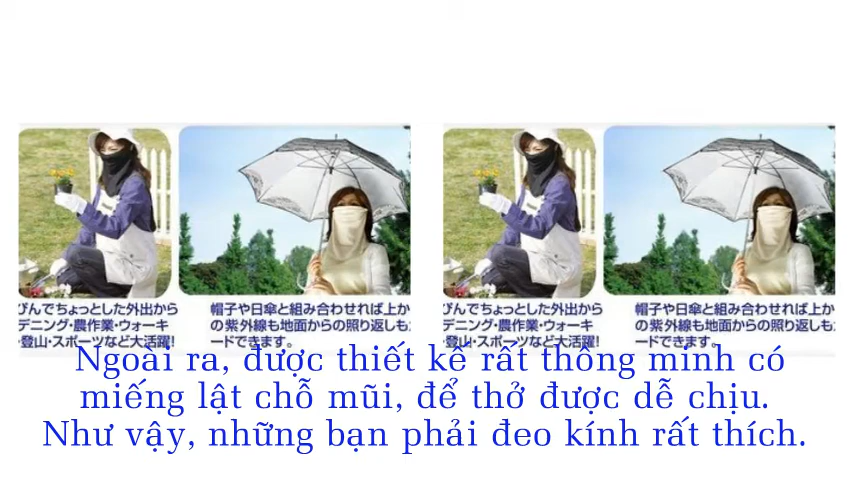 びんでちょっとした外出から
デニング・農作業・ウォーキ
・登山・スポーツなど大活躍!
帽子や日傘と組み合わせれば上か
の紫外線も地面からの照り返しも
ードできます。
びんでちょっとした外出から
デニング・農作業・ウォーキ
・登山・スポーツなど大活躍!
帽子や日傘と組み合わせれば上か
の紫外線も地面からの照り返しも
ードできます。
Ngoài ra, được thiết kế rất thông minh có
miếng lật chỗ mũi, để thở được dễ chịu.
Như vậy, những bạn phải đeo kính rất thích.